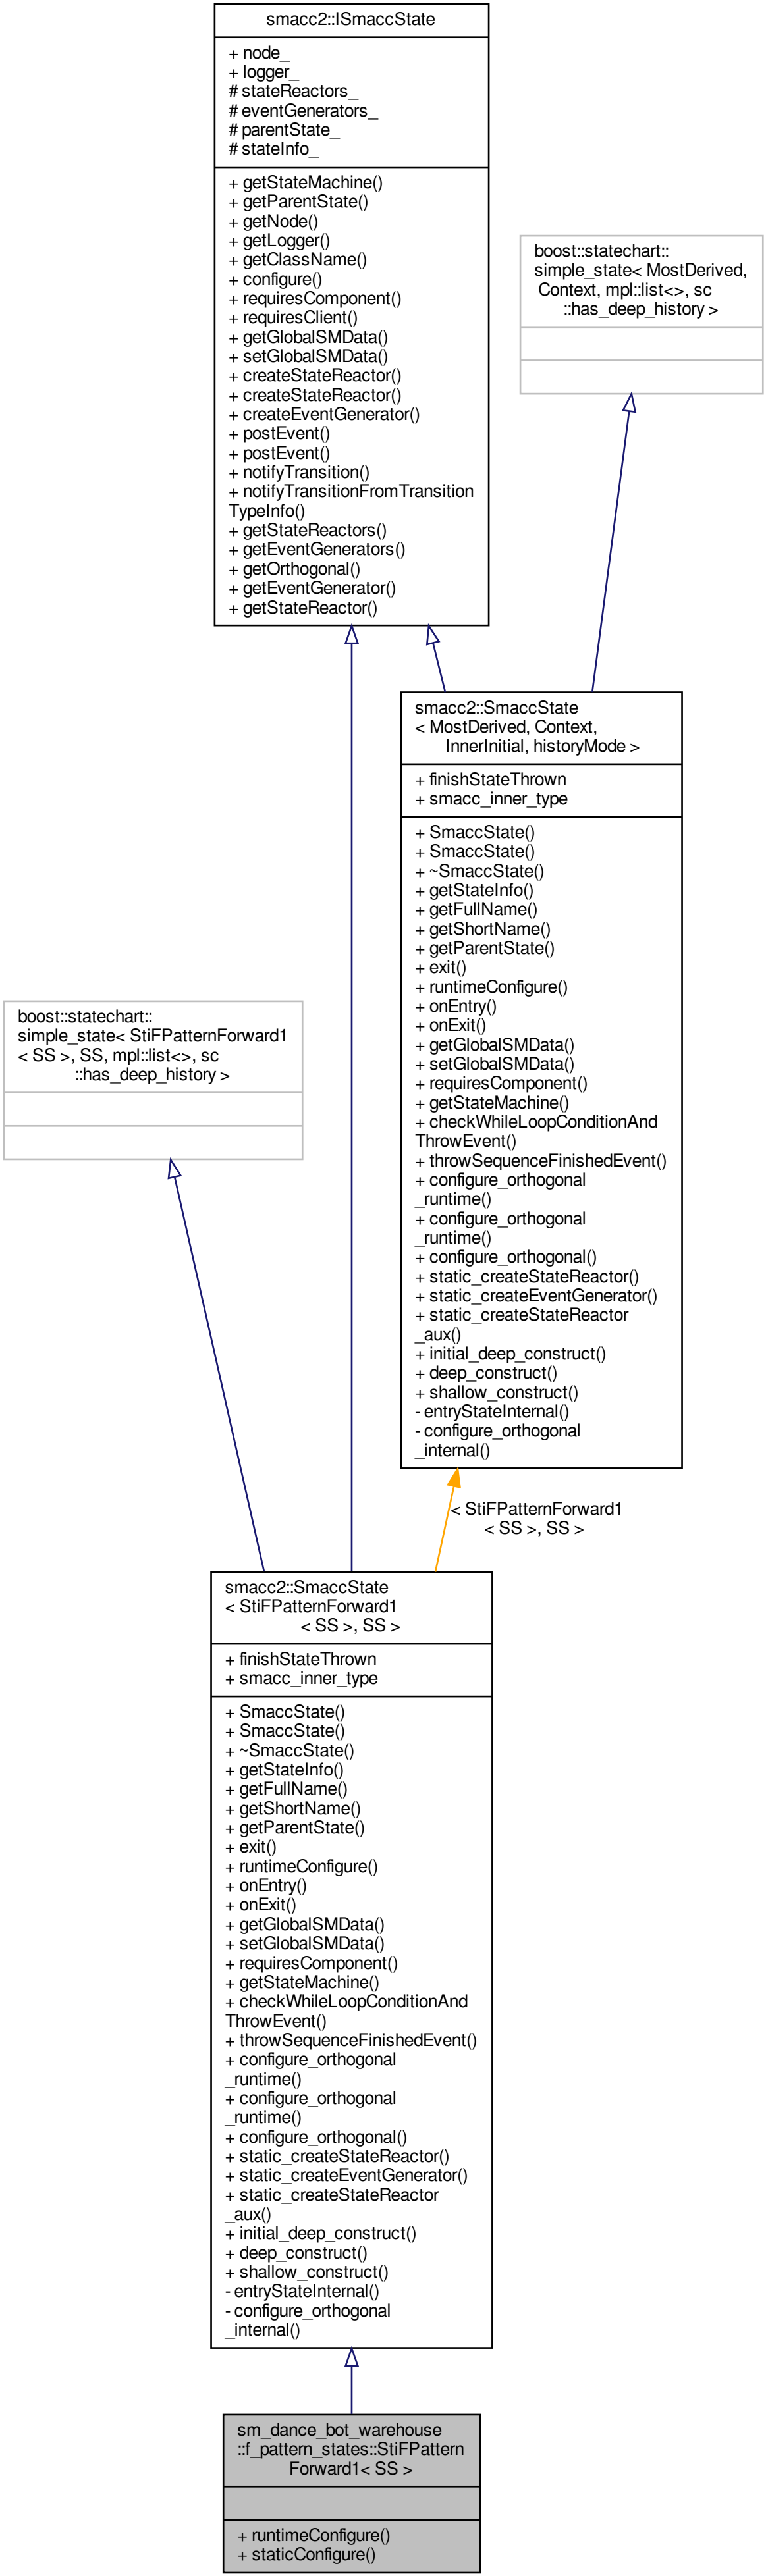 smacc2::ISmaccState
+ node_
+ logger_
# stateReactors_
# eventGenerators_
# parentState_
# stateInfo_
+ getStateMachine()
+ getParentState()
+ getNode()
+ getLogger()
+ getClassName()
+ configure()
+ requiresComponent()
+ requiresClient()
+ getGlobalSMData()
+ setGlobalSMData()
+ createStateReactor()
+ createStateReactor()
+ createEventGenerator()
+ postEvent()
+ postEvent()
+ notifyTransition()
+ notifyTransitionFromTransition
TypeInfo()
+ getStateReactors()
+ getEventGenerators()
+ getOrthogonal()
+ getEventGenerator()
+ getStateReactor()
boost::statechart::
simple_state< MostDerived,
Context, mpl::list<>, sc
::has_deep_history >
smacc2::SmaccState
< MostDerived, Context,
InnerInitial, historyMode >
+ finishStateThrown
+ smacc_inner_type
+ SmaccState()
+ SmaccState()
+ ~SmaccState()
+ getStateInfo()
+ getFullName()
+ getShortName()
+ getParentState()
+ exit()
+ runtimeConfigure()
+ onEntry()
+ onExit()
+ getGlobalSMData()
+ setGlobalSMData()
+ requiresComponent()
+ getStateMachine()
+ checkWhileLoopConditionAnd
ThrowEvent()
+ throwSequenceFinishedEvent()
+ configure_orthogonal
_runtime()
+ configure_orthogonal
_runtime()
+ configure_orthogonal()
+ static_createStateReactor()
+ static_createEventGenerator()
+ static_createStateReactor
_aux()
+ initial_deep_construct()
+ deep_construct()
+ shallow_construct()
- entryStateInternal()
- configure_orthogonal
_internal()
boost::statechart::
simple_state< StiFPatternForward1
< SS >, SS, mpl::list<>, sc
::has_deep_history >
< StiFPatternForward1
< SS >, SS >
smacc2::SmaccState
< StiFPatternForward1
< SS >, SS >
+ finishStateThrown
+ smacc_inner_type
+ SmaccState()
+ SmaccState()
+ ~SmaccState()
+ getStateInfo()
+ getFullName()
+ getShortName()
+ getParentState()
+ exit()
+ runtimeConfigure()
+ onEntry()
+ onExit()
+ getGlobalSMData()
+ setGlobalSMData()
+ requiresComponent()
+ getStateMachine()
+ checkWhileLoopConditionAnd
ThrowEvent()
+ throwSequenceFinishedEvent()
+ configure_orthogonal
_runtime()
+ configure_orthogonal
_runtime()
+ configure_orthogonal()
+ static_createStateReactor()
+ static_createEventGenerator()
+ static_createStateReactor
_aux()
+ initial_deep_construct()
+ deep_construct()
+ shallow_construct()
- entryStateInternal()
- configure_orthogonal
_internal()
sm_dance_bot_warehouse
::f_pattern_states::StiFPattern
Forward1< SS >
+ runtimeConfigure()
+ staticConfigure()